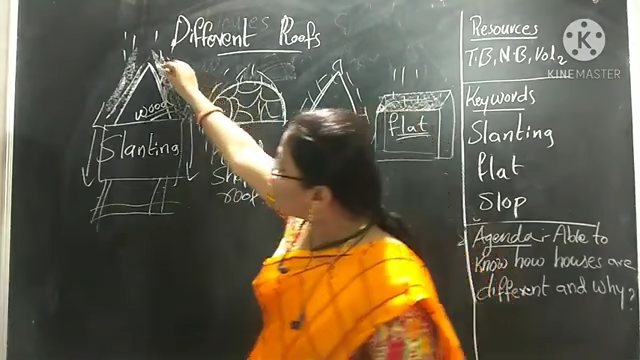 Different Roofs
wood
Slanting
roof
flat
Resources
T.B, N.B, Vol 2
Keywords
Slanting
flat
Slop
Agenda - Able to
know how houses are
different and why?
KINEMASTER